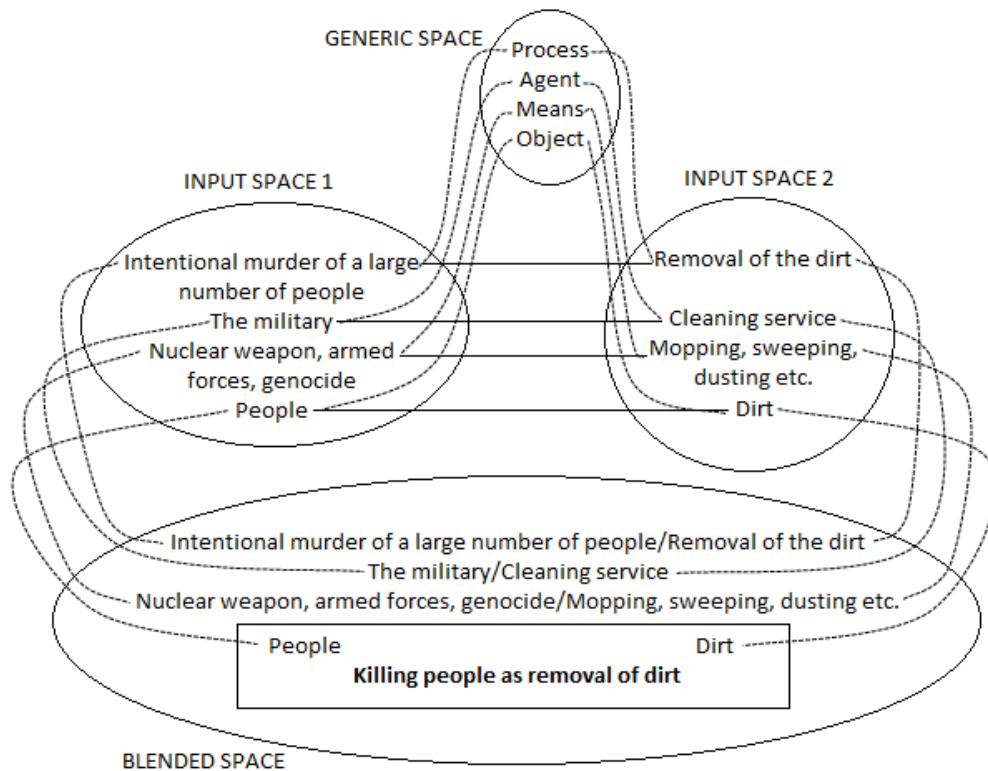 GENERIC SPACE
Process
Agent
Means
Object
INPUT SPACE 1
INPUT SPACE 2
Intentional murder of a large
number of people
The military
Nuclear weapon, armed
forces, genocide
People
Removal of the dirt
Cleaning service
Mopping, sweeping,
dusting etc.
Dirt
Intentional murder of a large number of people/Removal of the dirt
The military/Cleaning service
Nuclear weapon, armed forces, genocide/Mopping, sweeping, dusting etc.
People Dirt
Killing people as removal of dirt
BLENDED SPACE